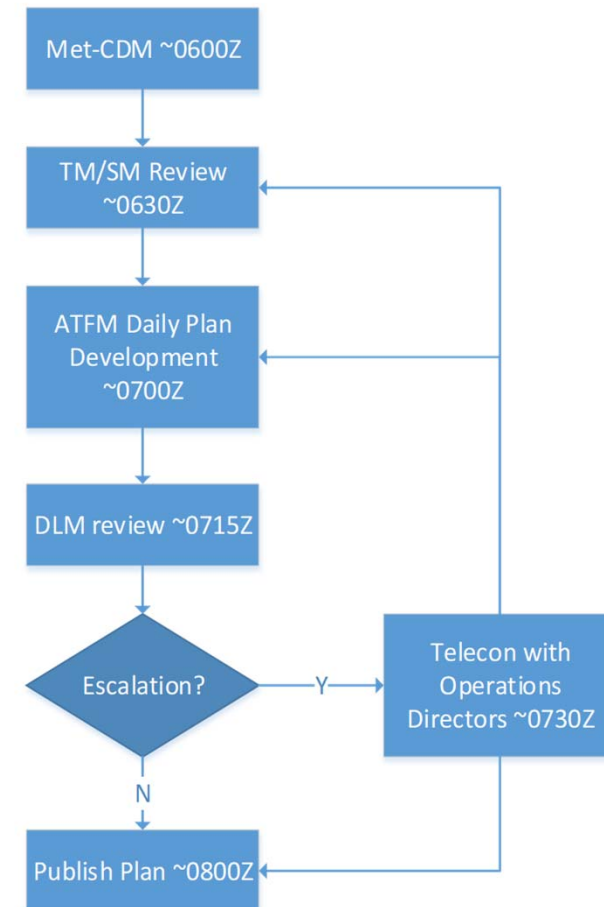 Met-CDM ~0600Z
TM/SM Review
~0630Z
ATFM Daily Plan
Development
~0700Z
DLM review ~0715Z
Escalation?
Y
Telecon with
Operations
Directors ~0730Z
N
Publish Plan ~0800Z